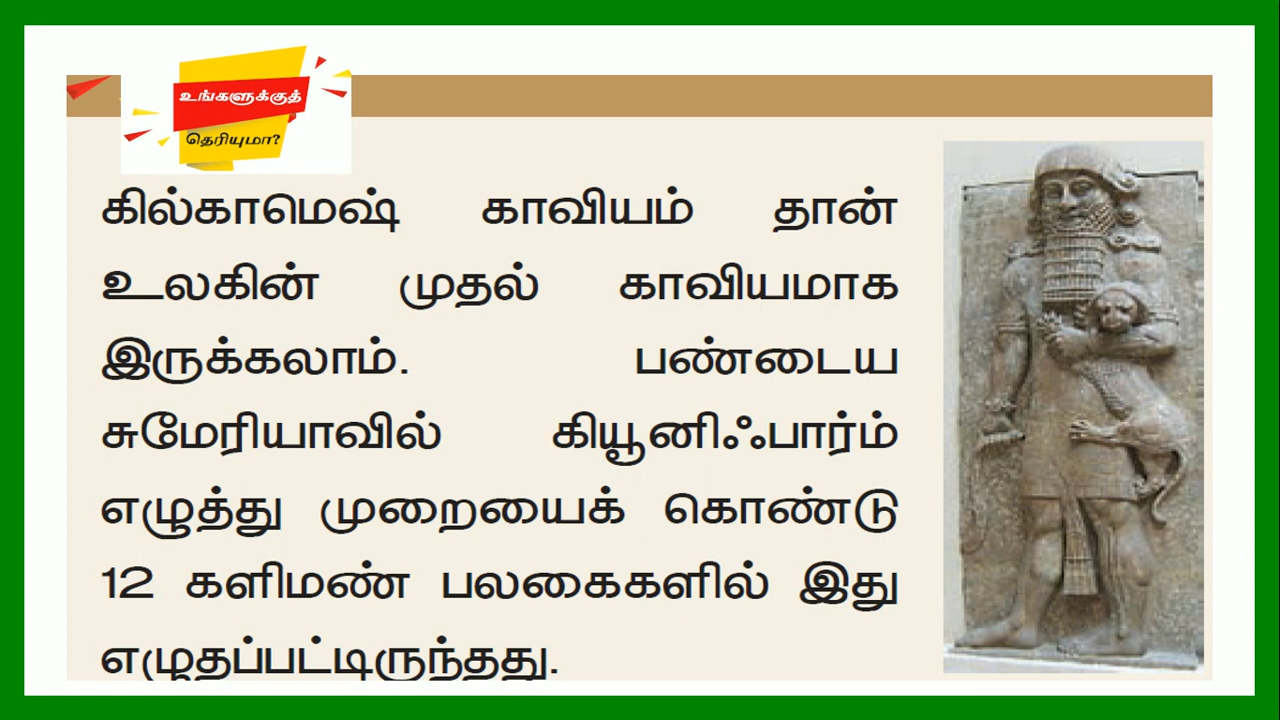 உங்களுக்குத்
தெரியுமா?
கில்காமெஷ் காவியம் தான்
உலகின் முதல் காவியமாக
இருக்கலாம். பண்டைய
சுமேரியாவில் கியூனிஃபார்ம்
எழுத்து முறையைக் கொண்டு
12 களிமண் பலகைகளில் இது
எழுதப்பட்டிருந்தது.